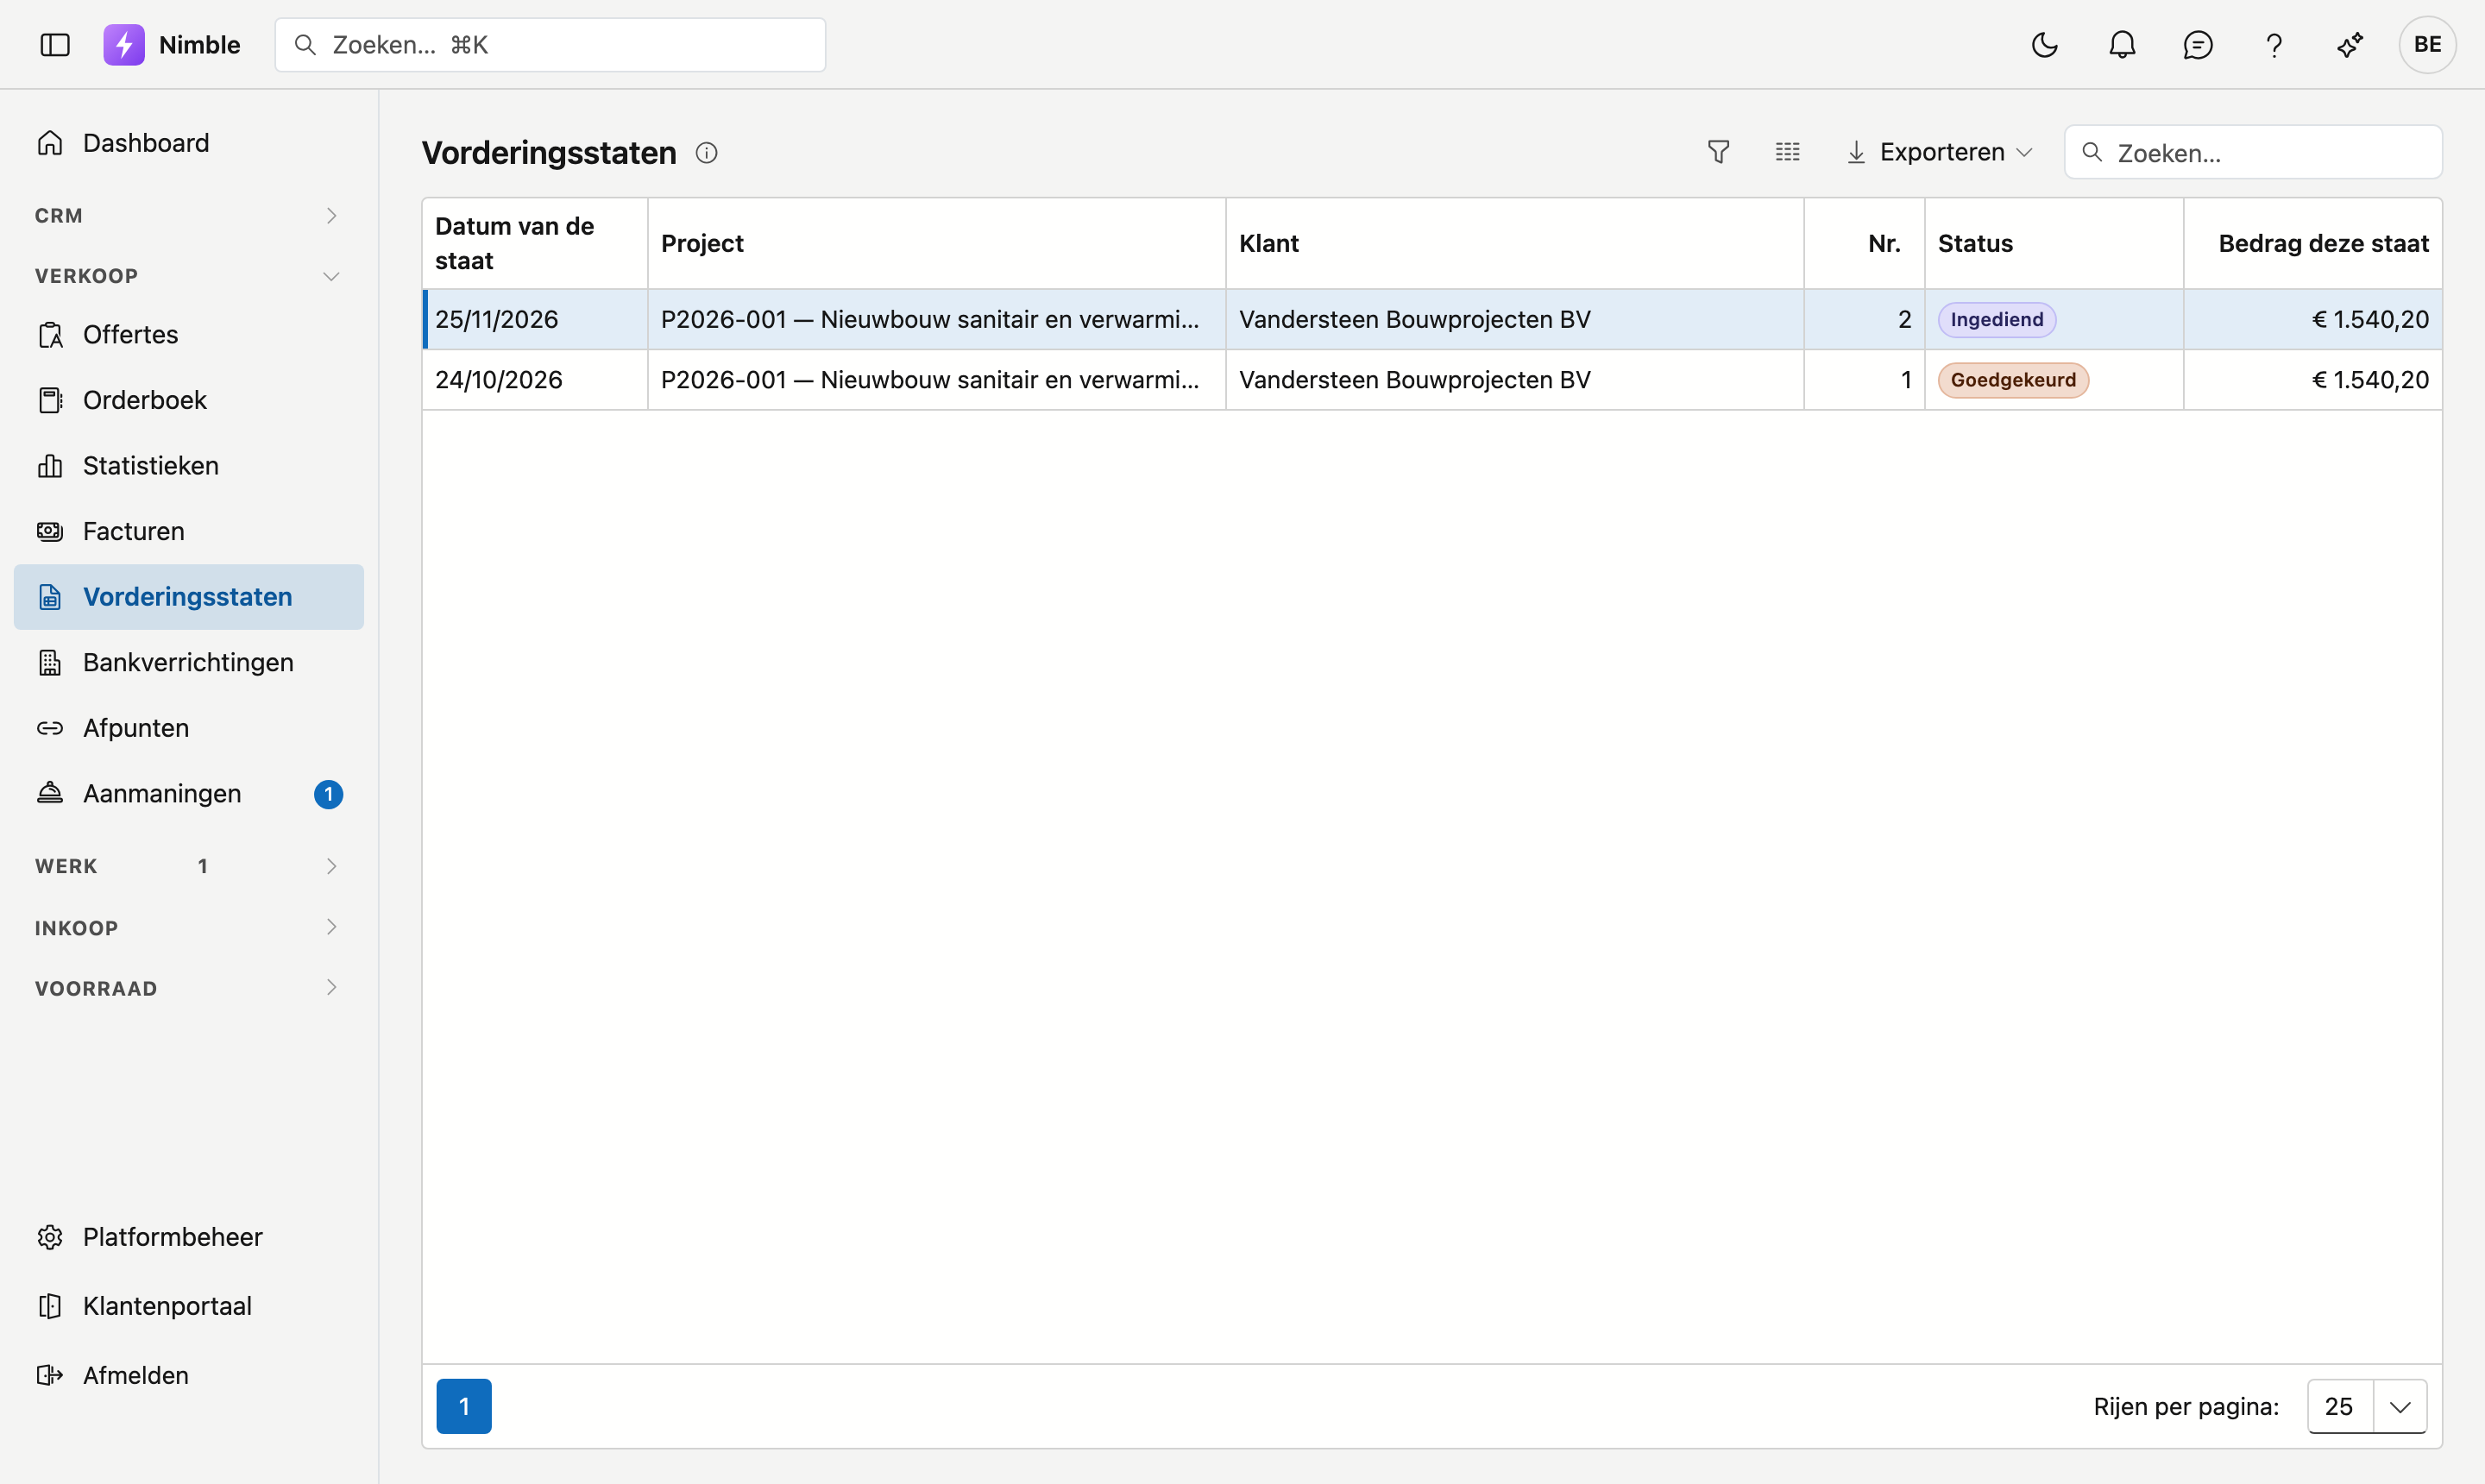 Nimble
Zoeken... ⌘K
BE
Dashboard
CRM
VERKOOP
Offertes
Orderboek
Statistieken
Facturen
Vorderingsstaten
Bankverrichtingen
Afpunten
Aanmaningen 1
WERK 1
INKOOP
VOORRAAD
Platformbeheer
Klantenportaal
Afmelden
Vorderingsstaten
Exporteren
Zoeken...
Datum van de staat Project Klant Nr. Status Bedrag deze staat
25/11/2026 P2026-001 — Nieuwbouw sanitair en verwarmi... Vandersteen Bouwprojecten BV 2 Ingediend € 1.540,20
24/10/2026 P2026-001 — Nieuwbouw sanitair en verwarmi... Vandersteen Bouwprojecten BV 1 Goedgekeurd € 1.540,20
1
Rijen per pagina: 25